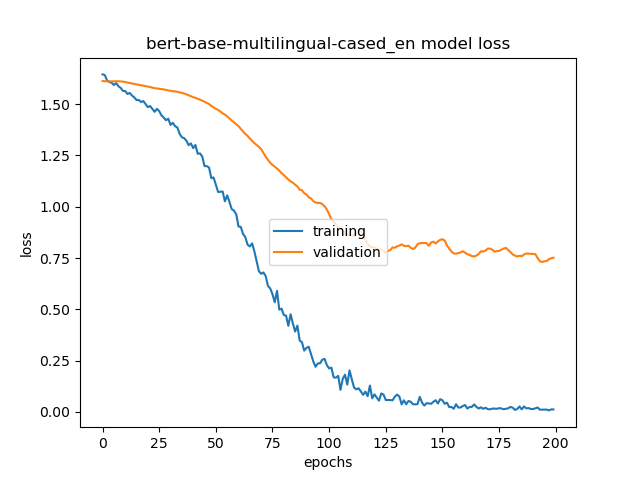 bert-base-multilingual-cased_en model loss
loss
1.50
1.25
1.00
0.75
0.50
0.25
0.00
training
validation
0 25 50 75 100 125 150 175 200
epochs